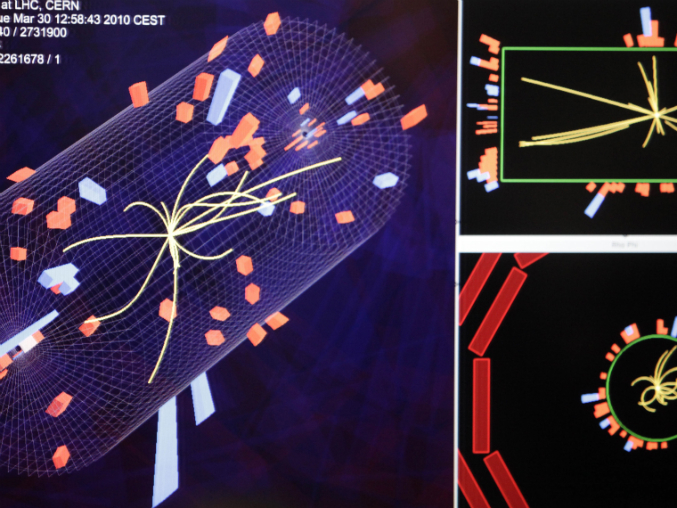 at LHC, CERN
ue Mar 30 12:58:43 2010 CEST
40 / 2731900
2261678 / 1